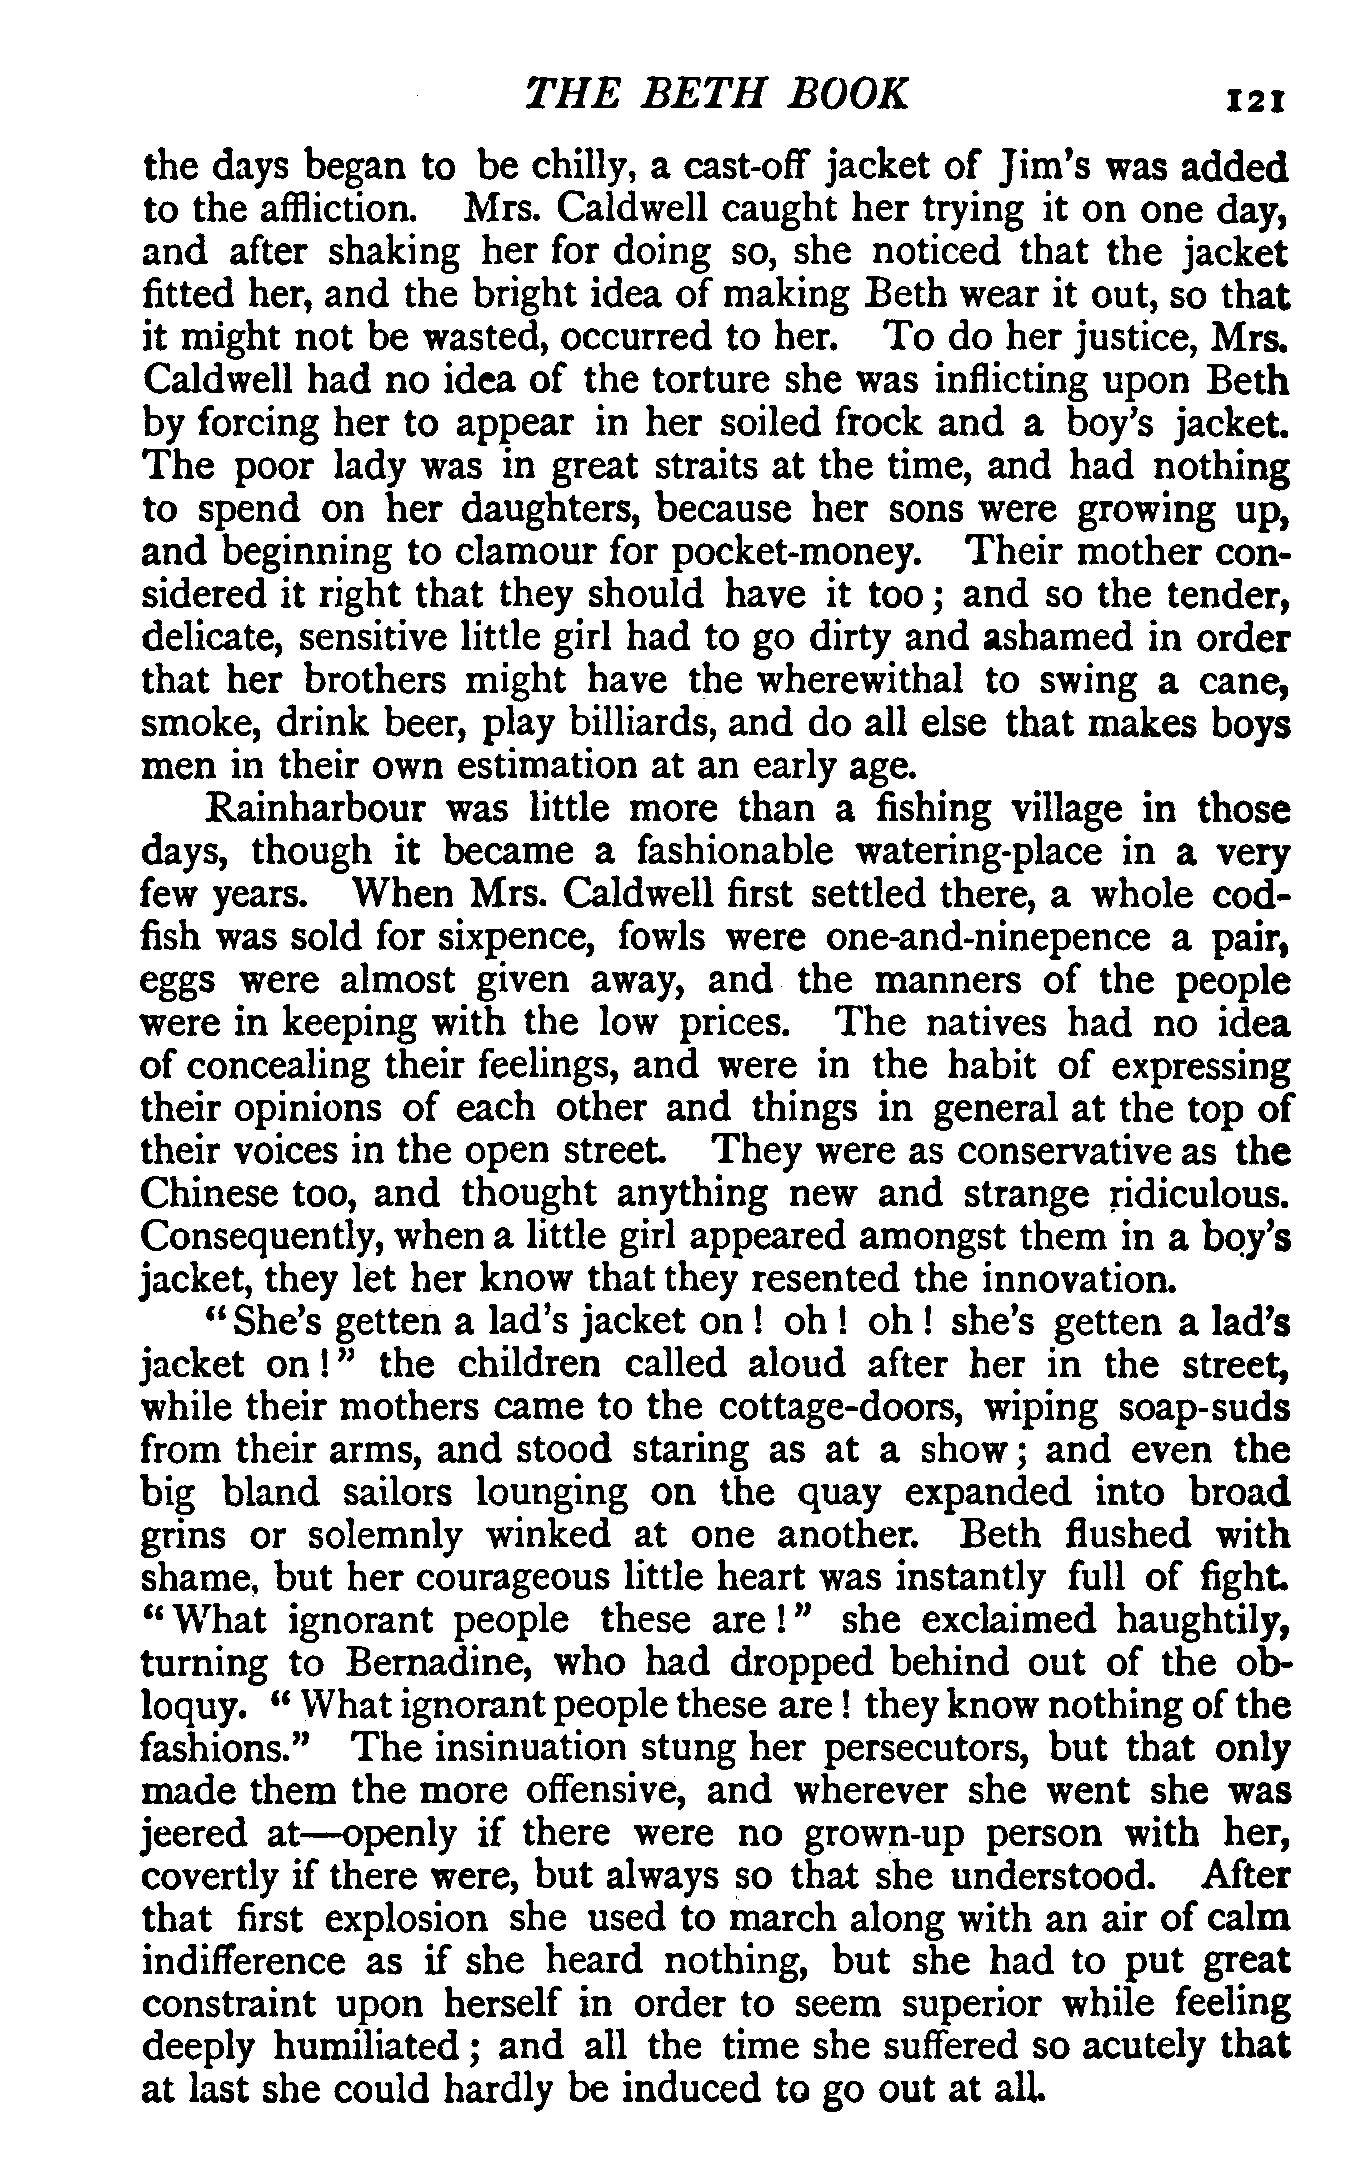 THE BETH BOOK 121
the days began to be chilly, a cast-off jacket of Jim's was added
to the affliction. Mrs. Caldwell caught her trying it on one day,
and after shaking her for doing so, she noticed that the jacket
fitted her, and the bright idea of making Beth wear it out, so that
it might not be wasted, occurred to her. To do her justice, Mrs.
Caldwell had no idea of the torture she was inflicting upon Beth
by forcing her to appear in her soiled frock and a boy's jacket.
The poor lady was in great straits at the time, and had nothing
to spend on her daughters, because her sons were growing up,
and beginning to clamour for pocket-money. Their mother con-
sidered it right that they should have it too; and so the tender,
delicate, sensitive little girl had to go dirty and ashamed in order
that her brothers might have the wherewithal to swing a cane,
smoke, drink beer, play billiards, and do all else that makes boys
men in their own estimation at an early age.
Rainharbour was little more than a fishing village in those
days, though it became a fashionable watering-place in a very
few years. When Mrs. Caldwell first settled there, a whole cod-
fish was sold for sixpence, fowls were one-and-ninepence a pair,
eggs were almost given away, and the manners of the people
were in keeping with the low prices. The natives had no idea
of concealing their feelings, and were in the habit of expressing
their opinions of each other and things in general at the top of
their voices in the open street. They were as conservative as the
Chinese too, and thought anything new and strange ridiculous.
Consequently, when a little girl appeared amongst them in a boy's
jacket, they let her know that they resented the innovation.
"She's getten a lad's jacket on! oh! oh! she's getten a lad's
jacket on!" the children called aloud after her in the street,
while their mothers came to the cottage-doors, wiping soap-suds
from their arms, and stood staring as at a show; and even the
big bland sailors lounging on the quay expanded into broad
grins or solemnly winked at one another. Beth flushed with
shame, but her courageous little heart was instantly full of fight.
"What ignorant people these are!" she exclaimed haughtily,
turning to Bernadine, who had dropped behind out of the ob-
loquy. "What ignorant people these are! they know nothing of the
fashions." The insinuation stung her persecutors, but that only
made them the more offensive, and wherever she went she was
jeered at—openly if there were no grown-up person with her,
covertly if there were, but always so that she understood. After
that first explosion she used to march along with an air of calm
indifference as if she heard nothing, but she had to put great
constraint upon herself in order to seem superior while feeling
deeply humiliated; and all the time she suffered so acutely that
at last she could hardly be induced to go out at all.